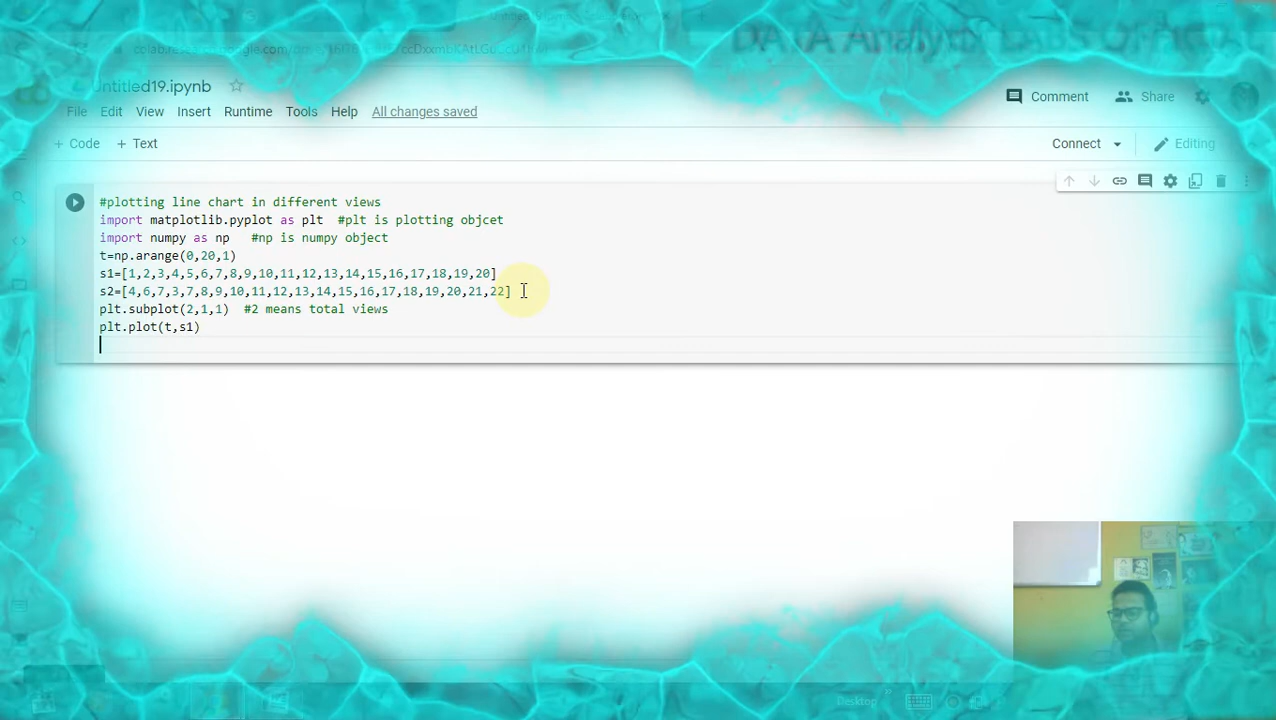 DATA Analysis LABS OFFICIAL
Untitled19.ipynb
File Edit View Insert Runtime Tools Help All changes saved
Comment Share
+ Code + Text
Connect Editing
#plotting line chart in different views
import matplotlib.pyplot as plt #plt is plotting objcet
import numpy as np #np is numpy object
t=np.arange(0,20,1)
s1=[1,2,3,4,5,6,7,8,9,10,11,12,13,14,15,16,17,18,19,20]
s2=[4,6,7,3,7,8,9,10,11,12,13,14,15,16,17,18,19,20,21,22]
plt.subplot(2,1,1) #2 means total views
plt.plot(t,s1)
Desktop